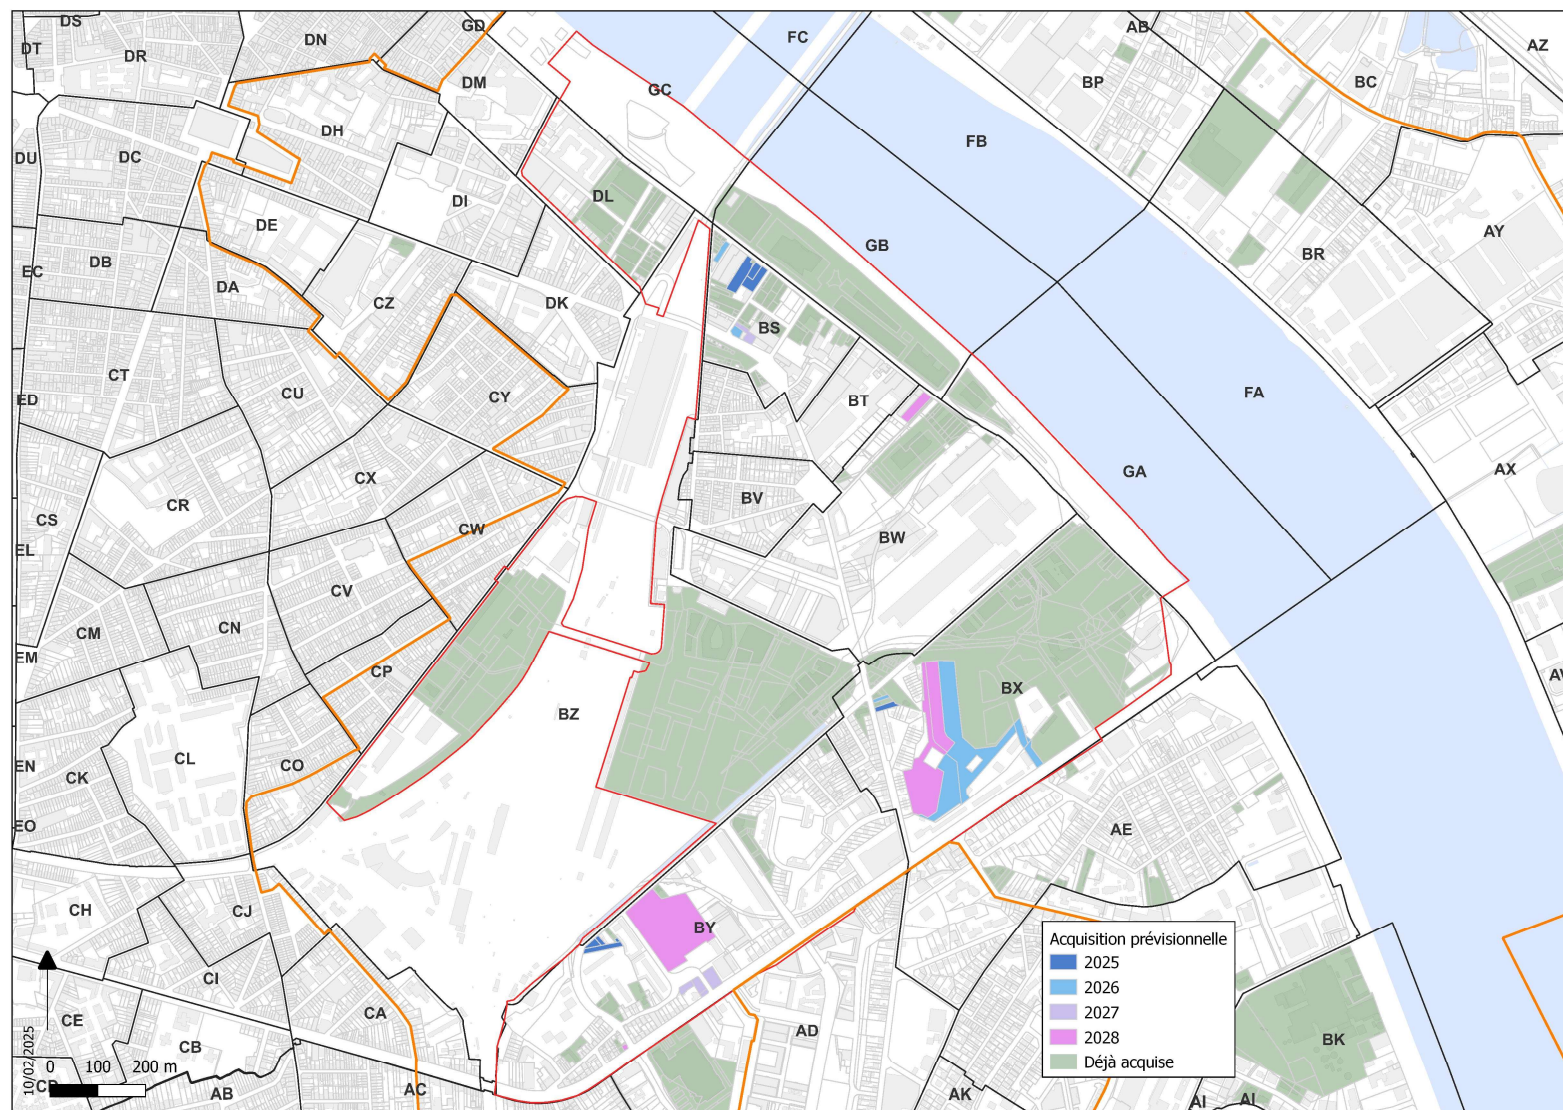 DS
DT
DR
DN
GD
DM
FC
GC
AB
AZ
BP
BC
DU
DC
DH
FB
DL
DI
DE
AY
GB
BR
EC
DB
DA
CZ
DK
BS
ED
CT
CU
CY
BT
FA
CS
CR
CX
BV
GA
AX
EL
CW
BW
CV
CM
CN
EM
CP
BX
BZ
EN
CK
CL
CO
EO
AE
CH
CJ
BY
CI
CA
CE
CB
AD
BK
AB
AC
AK
AI
AI
Acquisition prévisionnelle
2025
2026
2027
2028
Déjà acquise
10/02/2025
0 100 200 m